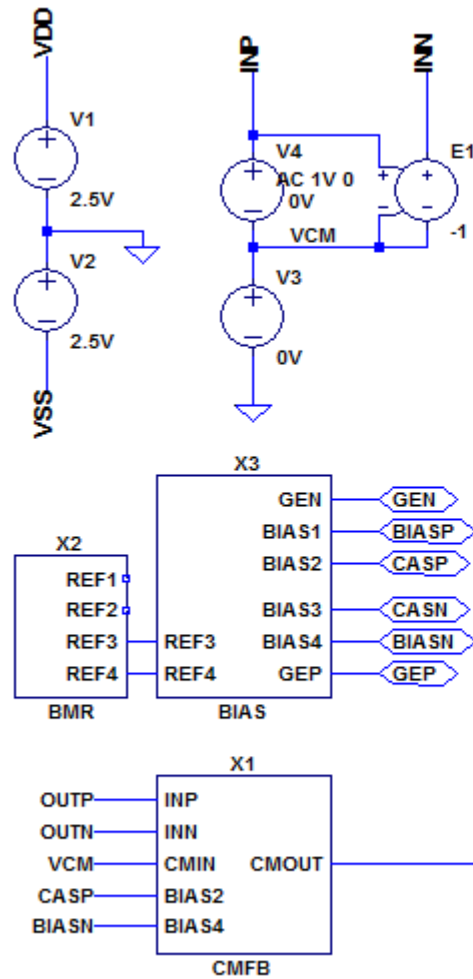 VDD
INP
INN
V1
2.5V
V4
AC 1V 0
0V
E1
-1
VCM
V2
2.5V
V3
0V
VSS
X3
GEN
GEN
BIAS1
BIASP
BIAS2
CASP
BIAS3
CASN
BIAS4
BIASN
GEP
GEP
REF3
REF4
BIAS
X2
REF1
REF2
REF3
REF4
BMR
X1
OUTP
INP
OUTN
INN
VCM
CMIN
CMOUT
CASP
BIAS2
BIASN
BIAS4
CMFB